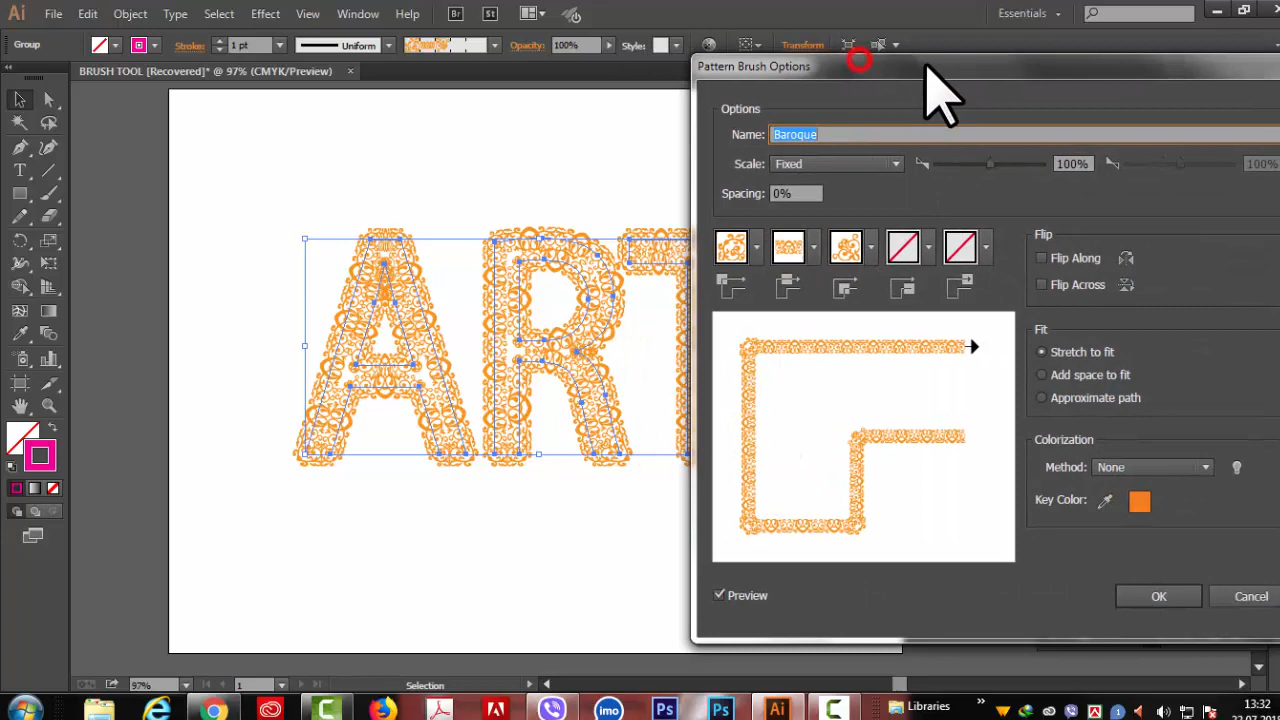 Ai File Edit Object Type Select Effect View Window Help Br St Essentials
Group Stroke: 1 pt Uniform Opacity: 100% Style: Transform
BRUSH TOOL [Recovered]* @ 97% (CMYK/Preview)
Pattern Brush Options
Options
Name: Baroque
Scale: Fixed 100% 100%
Spacing: 0%
ART
Flip
Flip Along
Flip Across
Fit
Stretch to fit
Add space to fit
Approximate path
Colorization
Method: None
Key Color:
Preview
OK Cancel
97% 1 Selection
imo Ps Ps Ai Libraries
13:32